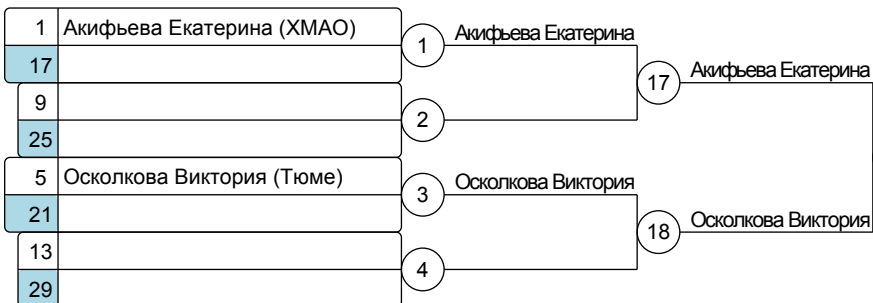 1 Акифьева Екатерина (ХМАО)
17
1 Акифьева Екатерина
17 Акифьева Екатерина
9
25
2
5 Осколкова Виктория (Тюме)
21
3 Осколкова Виктория
18 Осколкова Виктория
13
29
4